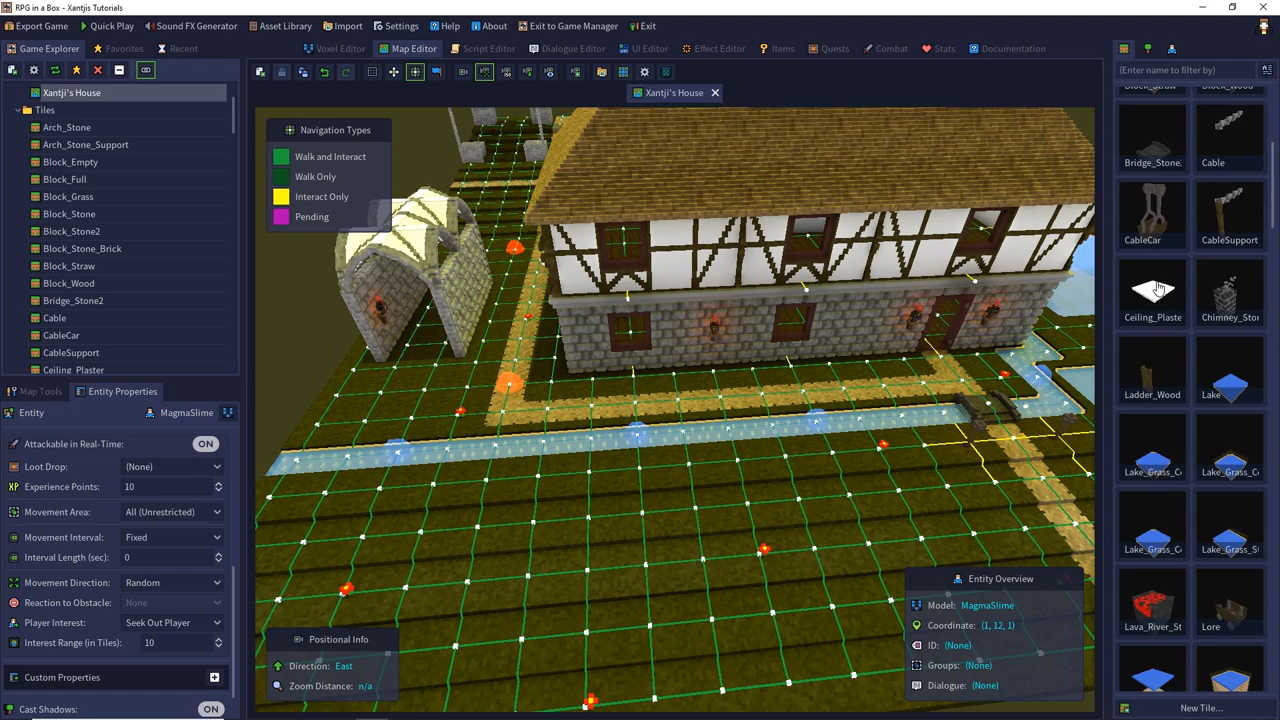 RPG in a Box - Xantjis Tutorials
Export Game
Quick Play
Sound FX Generator
Asset Library
Import
Settings
Help
About
Exit to Game Manager
Exit
Game Explorer
Favorites
Recent
Voxel Editor
Map Editor
Script Editor
Dialogue Editor
UI Editor
Effect Editor
Items
Quests
Combat
Stats
Documentation
(Enter name to filter by)
Xantji's House
Tiles
Arch_Stone
Arch_Stone_Support
Block_Empty
Block_Full
Block_Grass
Block_Stone
Block_Stone2
Block_Stone_Brick
Block_Straw
Block_Wood
Bridge_Stone2
Cable
CableCar
CableSupport
Ceiling_Plaster
Map Tools
Entity Properties
Entity
MagmaSlime
Attackable in Real-Time:
ON
Loot Drop:
(None)
Experience Points:
10
Movement Area:
All (Unrestricted)
Movement Interval:
Fixed
Interval Length (sec):
0
Movement Direction:
Random
Reaction to Obstacle:
None
Player Interest:
Seek Out Player
Interest Range (in Tiles):
10
Custom Properties
Cast Shadows:
ON
Xantji's House
Navigation Types
Walk and Interact
Walk Only
Interact Only
Pending
Positional Info
Direction: East
Zoom Distance: n/a
Entity Overview
Model: MagmaSlime
Coordinate: (1, 12, 1)
ID: (None)
Groups: (None)
Dialogue: (None)
Block_Straw
Block_Wood
Bridge_Stone
Cable
CableCar
CableSupport
Ceiling_Plaste
Chimney_Stor
Ladder_Wood
Lake
Lake_Grass_Co
Lake_Grass_Co
Lake_Grass_Co
Lake_Grass_St
Lava_River_St
Lore
New Tile...